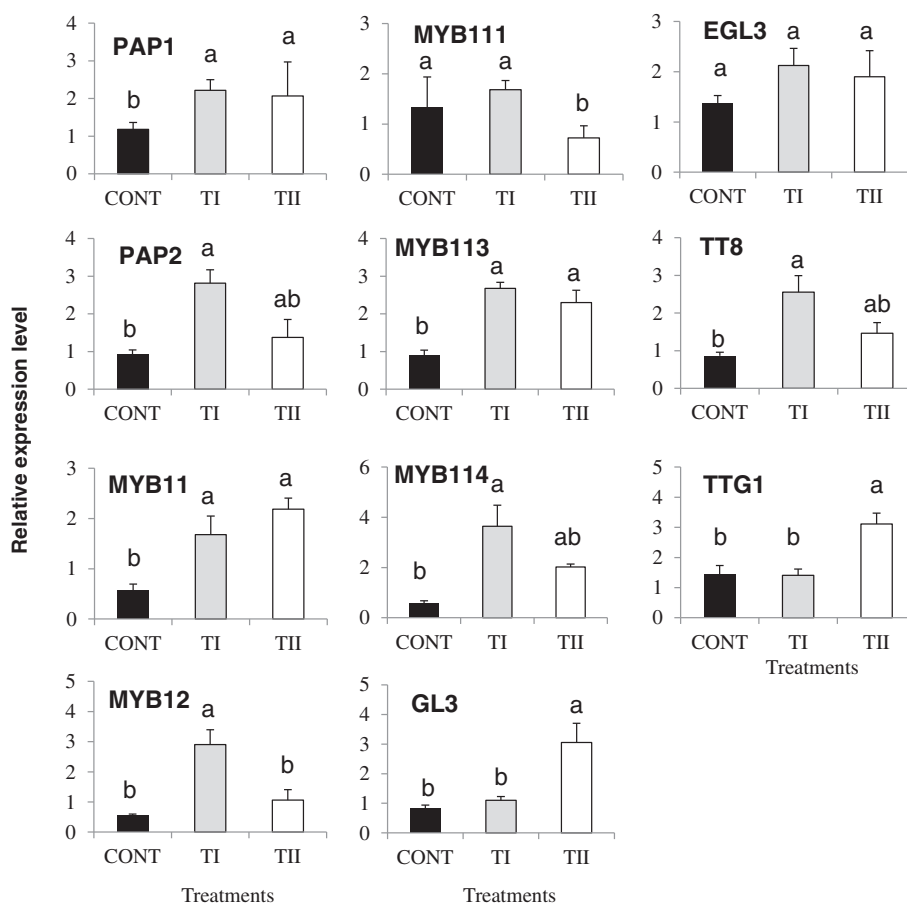 Relative expression level
PAP1
4
3
2
1
0
b
a
a
CONT TI TII
MYB111
3
2
1
0
a
a
b
CONT TI TII
EGL3
3
2
1
0
a
a
a
CONT TI TII
PAP2
4
3
2
1
0
b
a
ab
CONT TI TII
MYB113
4
3
2
1
0
b
a
a
CONT TI TII
TT8
4
3
2
1
0
b
a
ab
CONT TI TII
MYB11
3
2
1
0
b
a
a
CONT TI TII
MYB114
6
4
2
0
b
a
ab
CONT TI TII
TTG1
5
4
3
2
1
0
b
b
a
CONT TI TII
Treatments
MYB12
5
4
3
2
1
0
b
a
b
CONT TI TII
Treatments
GL3
5
4
3
2
1
0
b
b
a
CONT TI TII
Treatments